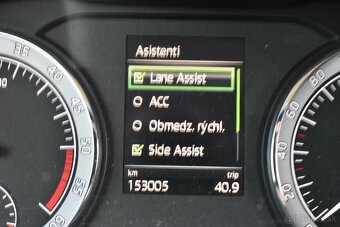 Asistenti
Lane Assist
ACC
Obmedz. rýchl.
Side Assist
km
trip
153005
40.9